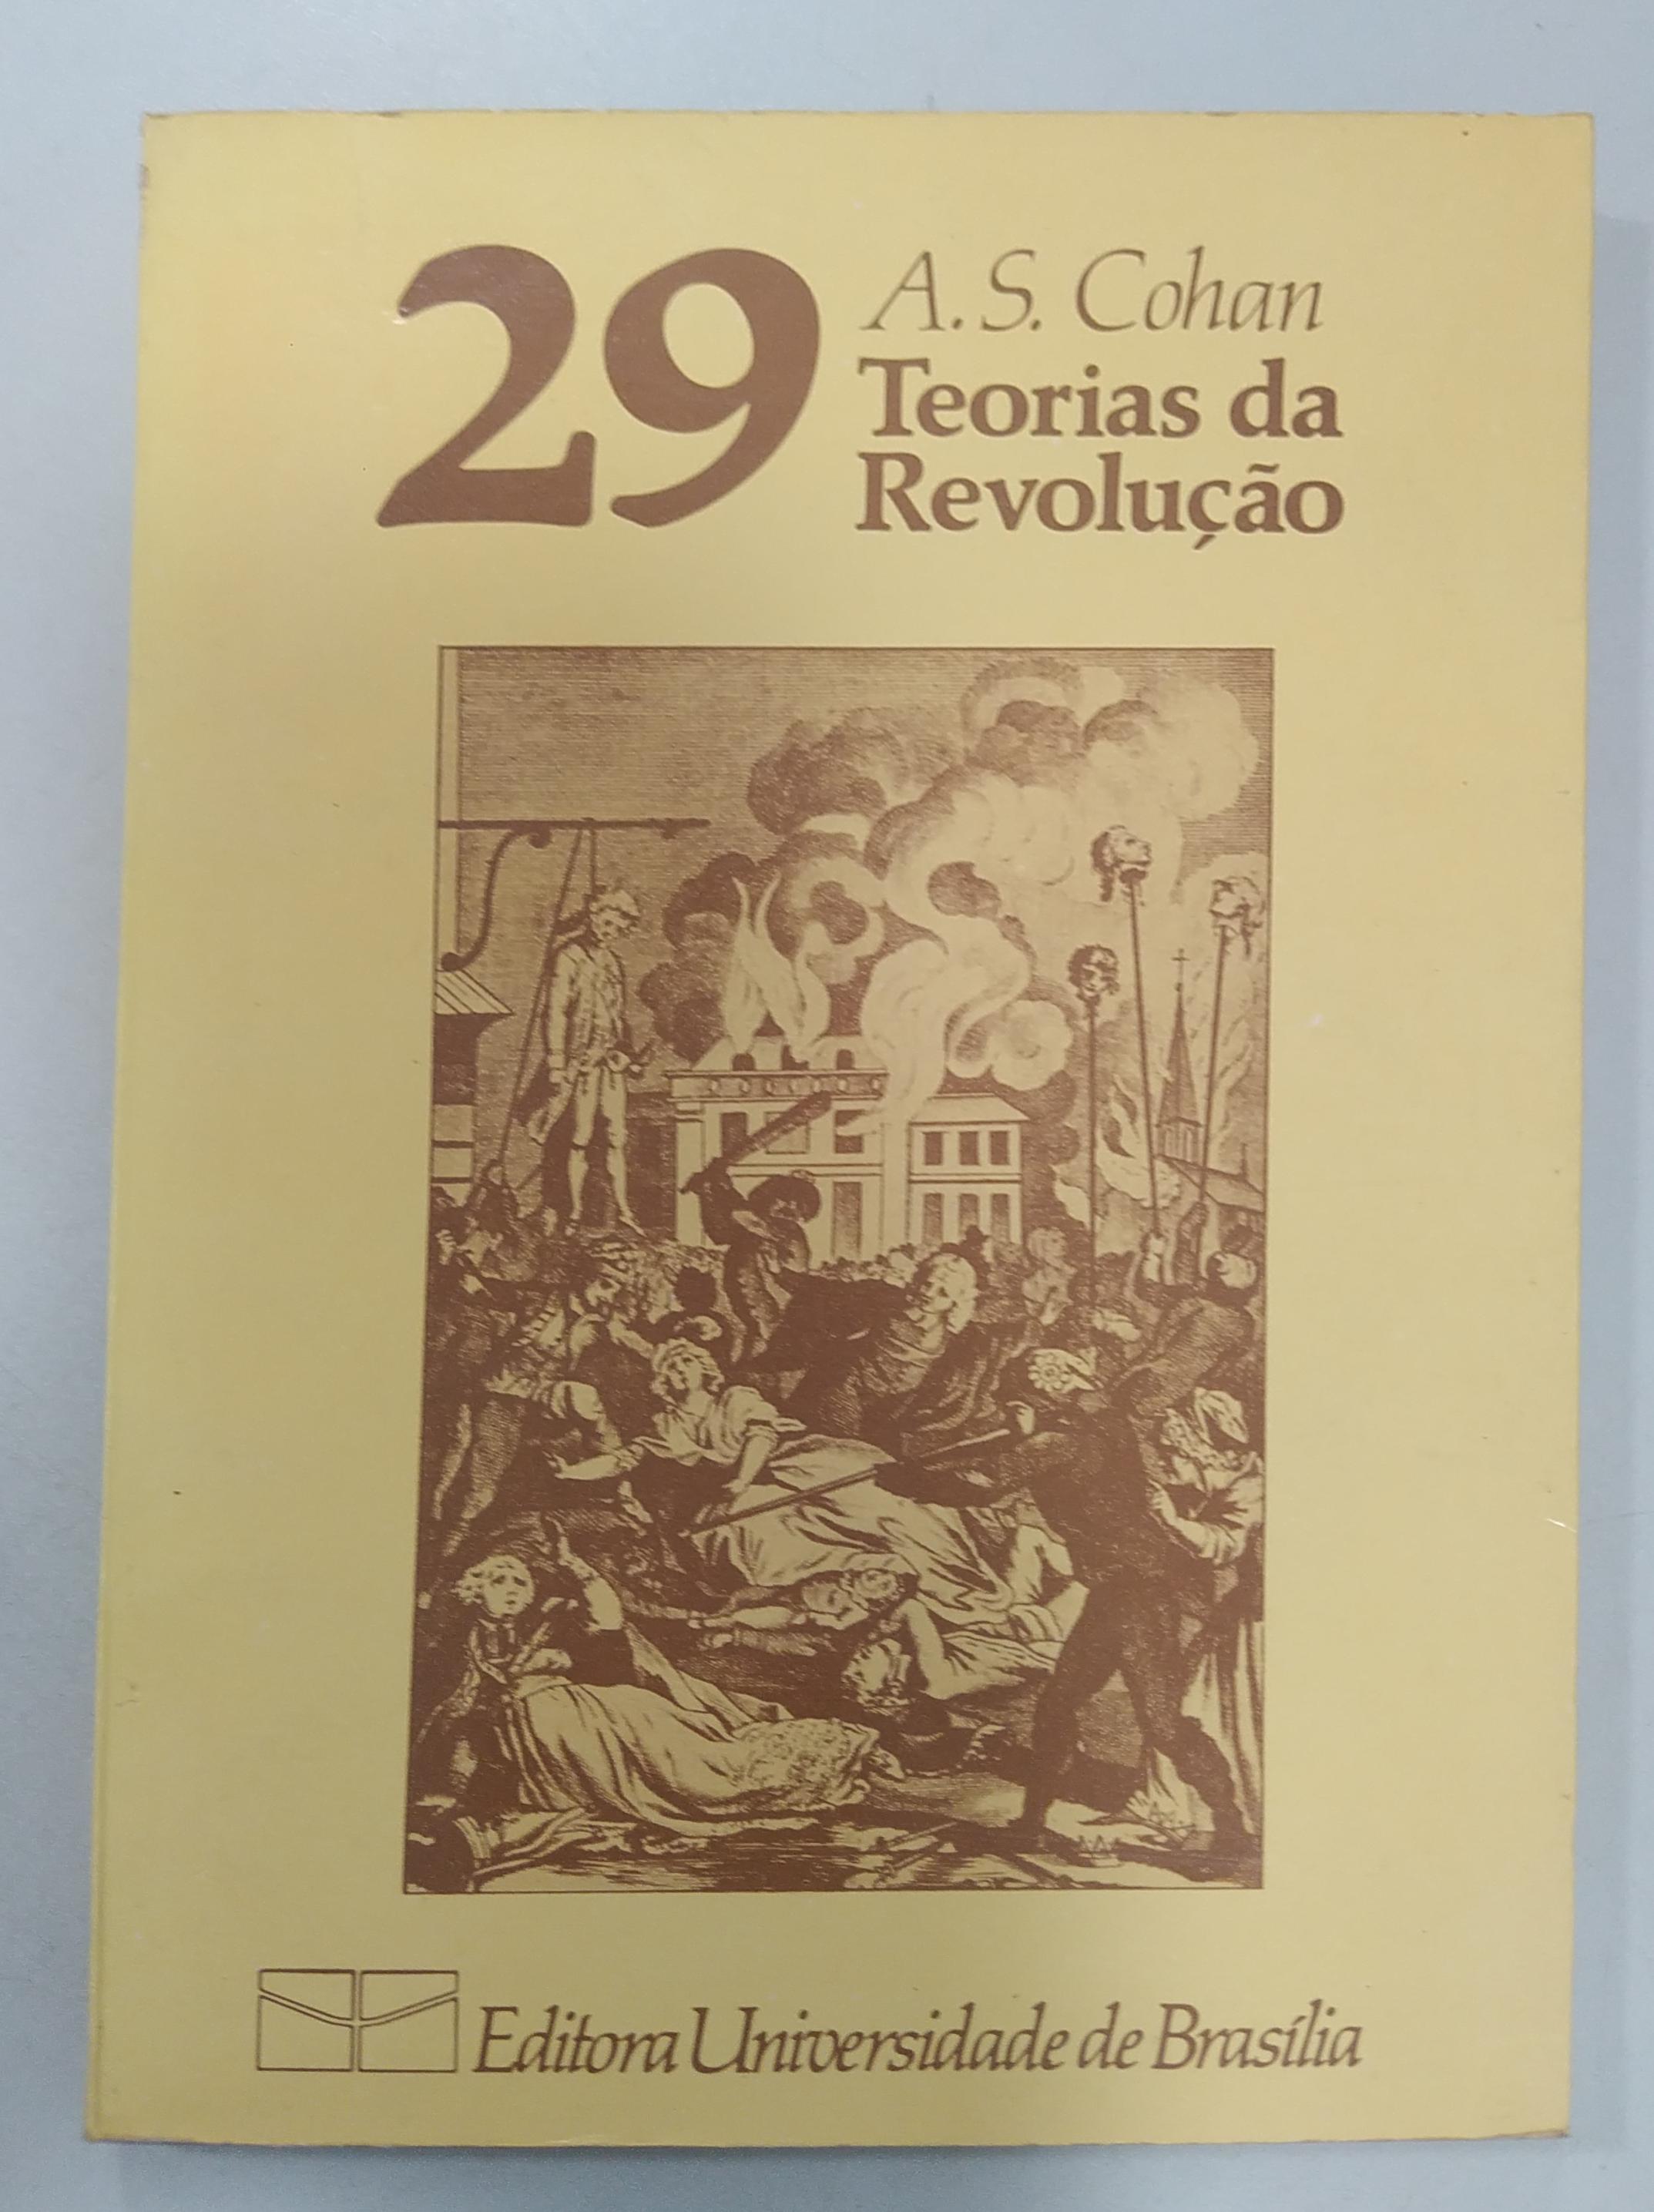 29
A. S. Cohan
Teorias da
Revolução
Editora Universidade de Brasília